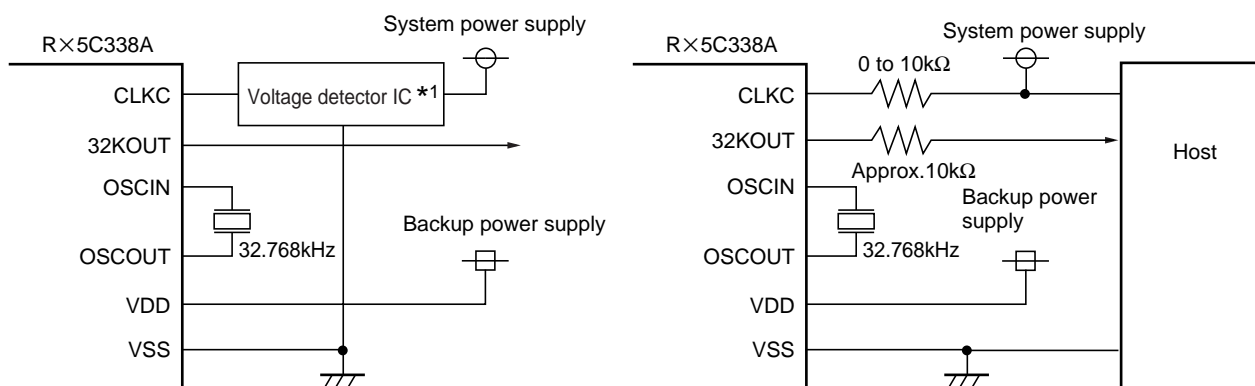 System power supply
R×5C338A
CLKC
Voltage detector IC *1
32KOUT
OSCIN
32.768kHz
OSCOUT
Backup power supply
VDD
VSS
System power supply
R×5C338A
0 to 10kΩ
CLKC
32KOUT
Approx.10kΩ
Host
OSCIN
32.768kHz
OSCOUT
Backup power
supply
VDD
VSS